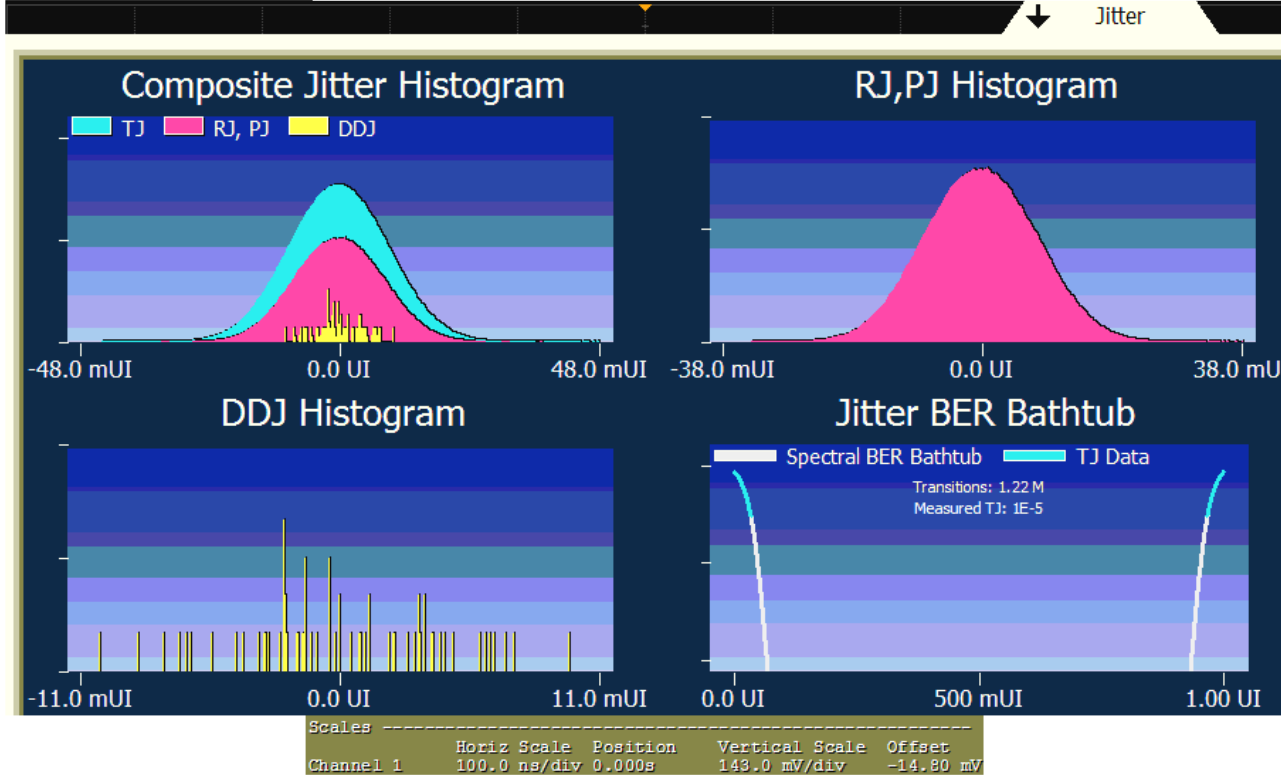 Jitter
Composite Jitter Histogram
TJ RJ, PJ DDJ
-48.0 mUI 0.0 UI 48.0 mUI
RJ,PJ Histogram
-38.0 mUI 0.0 UI 38.0 mU
DDJ Histogram
-11.0 mUI 0.0 UI 11.0 mUI
Jitter BER Bathtub
Spectral BER Bathtub TJ Data
Transitions: 1.22 M
Measured TJ: 1E-5
0.0 UI 500 mUI 1.00 UI
Scales ------------------------------------------------------------
Horiz Scale Position Vertical Scale Offset
Channel 1 100.0 ns/div 0.000s 143.0 mV/div -14.80 mV